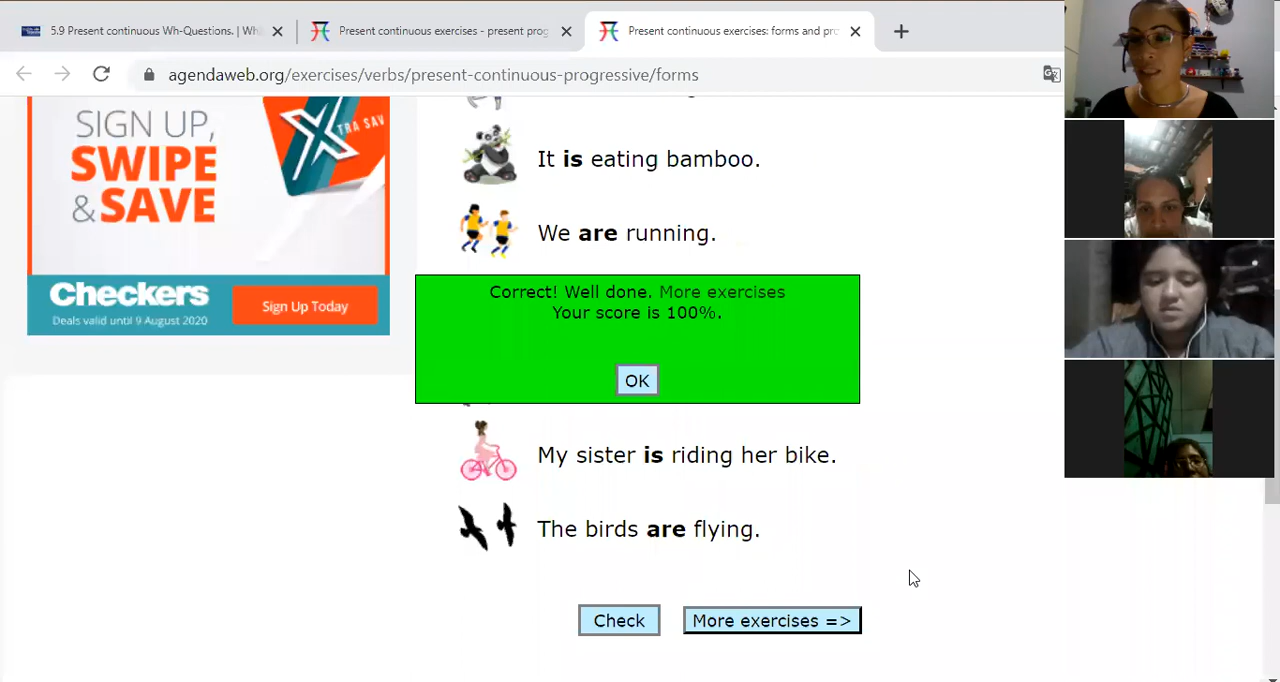 5.9 Present continuous Wh-Questions. | Wh
Present continuous exercises - present prog
Present continuous exercises: forms and pro
agendaweb.org/exercises/verbs/present-continuous-progressive/forms
SIGN UP,
SWIPE
& SAVE
XTRA SAV
Checkers
Deals valid until 9 August 2020
Sign Up Today
It is eating bamboo.
We are running.
Correct! Well done. More exercises
Your score is 100%.
OK
My sister is riding her bike.
The birds are flying.
Check
More exercises =>